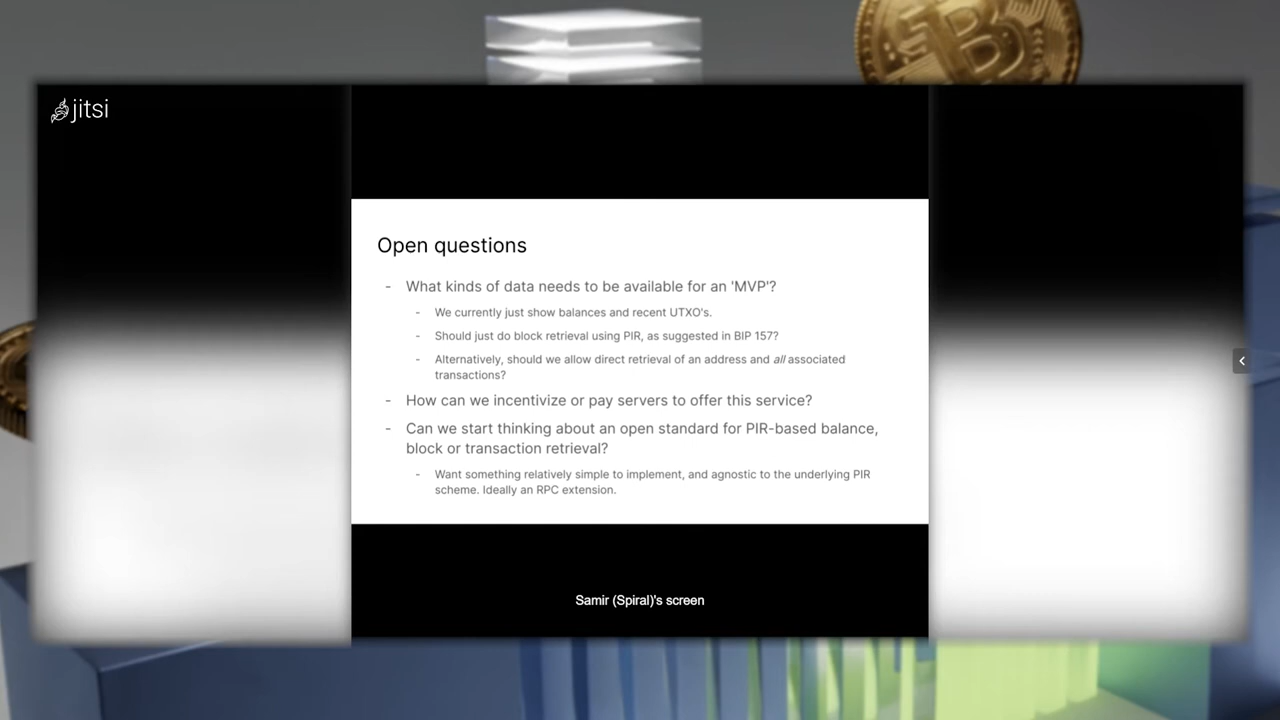 jitsi
Open questions
- What kinds of data needs to be available for an 'MVP'?
- We currently just show balances and recent UTXO's.
- Should just do block retrieval using PIR, as suggested in BIP 157?
- Alternatively, should we allow direct retrieval of an address and all associated
transactions?
- How can we incentivize or pay servers to offer this service?
- Can we start thinking about an open standard for PIR-based balance,
block or transaction retrieval?
- Want something relatively simple to implement, and agnostic to the underlying PIR
scheme. Ideally an RPC extension.
Samir (Spiral)'s screen